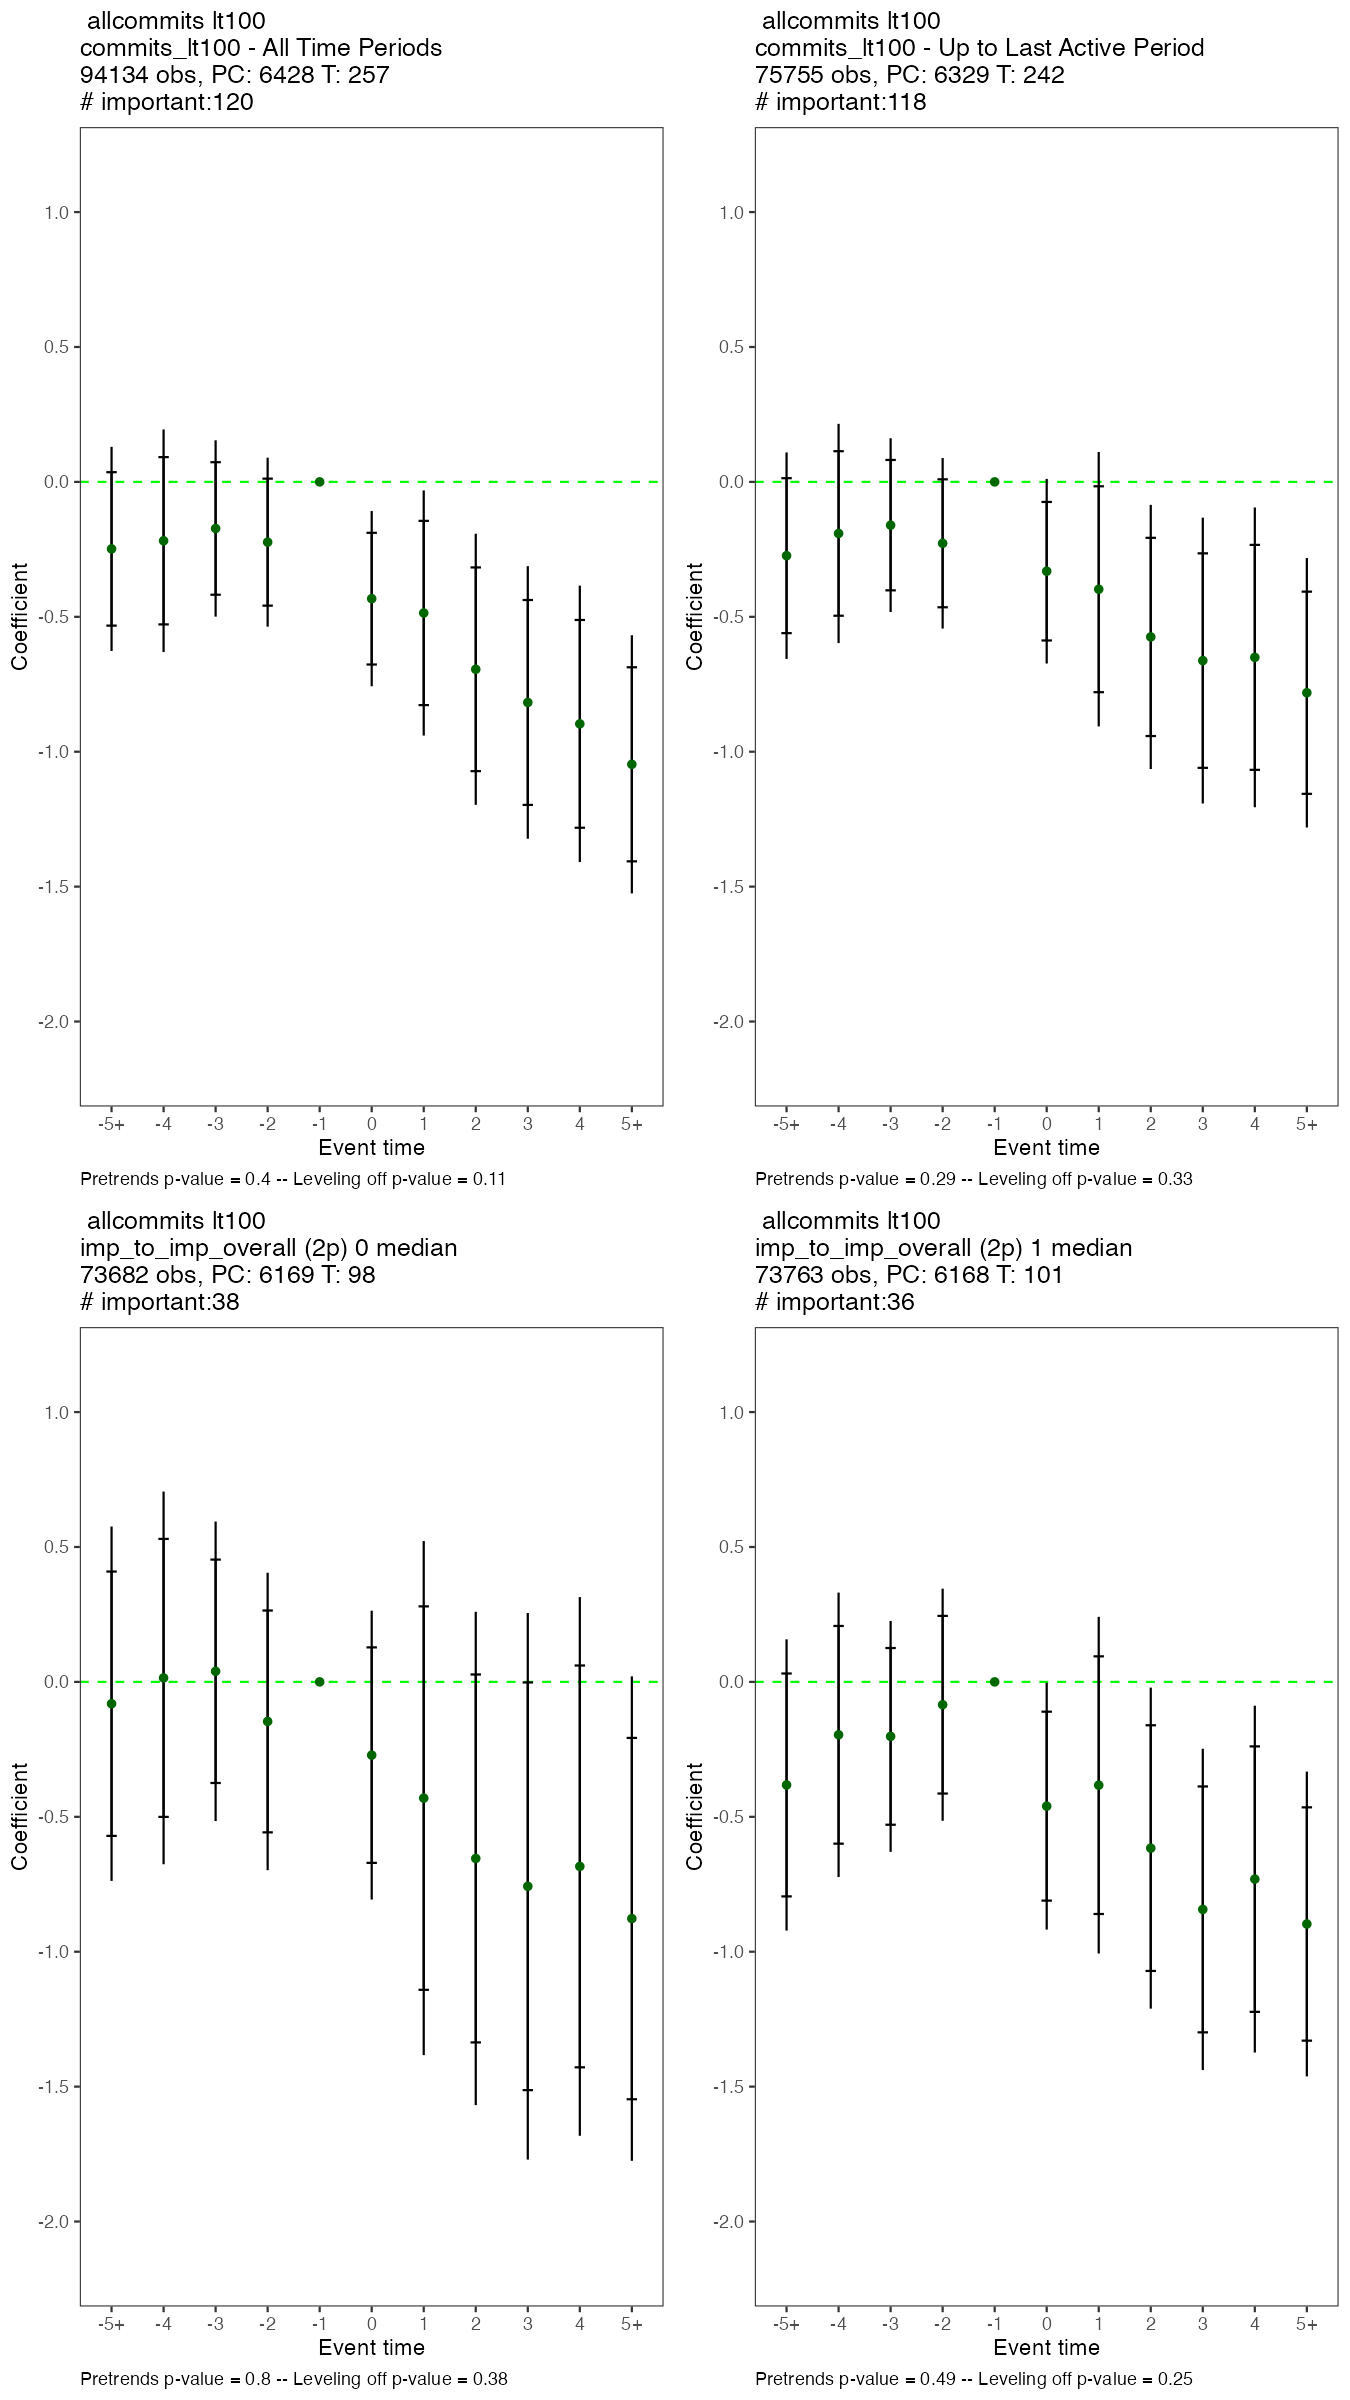 allcommits lt100
commits_lt100 - All Time Periods
94134 obs, PC: 6428 T: 257
# important:120
1.0
0.5
0.0
-0.5
-1.0
-1.5
-2.0
Coefficient
-5+ -4 -3 -2 -1 0 1 2 3 4 5+
Event time
Pretrends p-value = 0.4 -- Leveling off p-value = 0.11
allcommits lt100
commits_lt100 - Up to Last Active Period
75755 obs, PC: 6329 T: 242
# important:118
1.0
0.5
0.0
-0.5
-1.0
-1.5
-2.0
Coefficient
-5+ -4 -3 -2 -1 0 1 2 3 4 5+
Event time
Pretrends p-value = 0.29 -- Leveling off p-value = 0.33
allcommits lt100
imp_to_imp_overall (2p) 0 median
73682 obs, PC: 6169 T: 98
# important:38
1.0
0.5
0.0
-0.5
-1.0
-1.5
-2.0
Coefficient
-5+ -4 -3 -2 -1 0 1 2 3 4 5+
Event time
Pretrends p-value = 0.8 -- Leveling off p-value = 0.38
allcommits lt100
imp_to_imp_overall (2p) 1 median
73763 obs, PC: 6168 T: 101
# important:36
1.0
0.5
0.0
-0.5
-1.0
-1.5
-2.0
Coefficient
-5+ -4 -3 -2 -1 0 1 2 3 4 5+
Event time
Pretrends p-value = 0.49 -- Leveling off p-value = 0.25